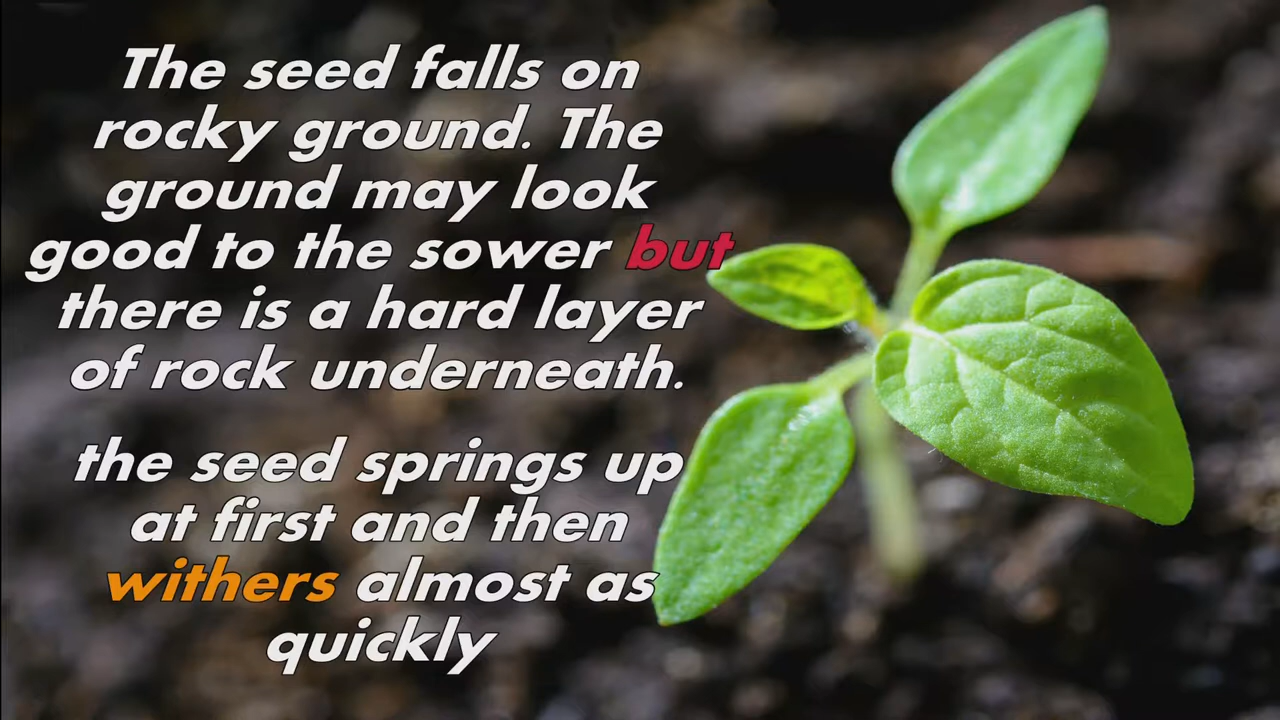 The seed falls on
rocky ground. The
ground may look
good to the sower but
there is a hard layer
of rock underneath.
the seed springs up
at first and then
withers almost as
quickly